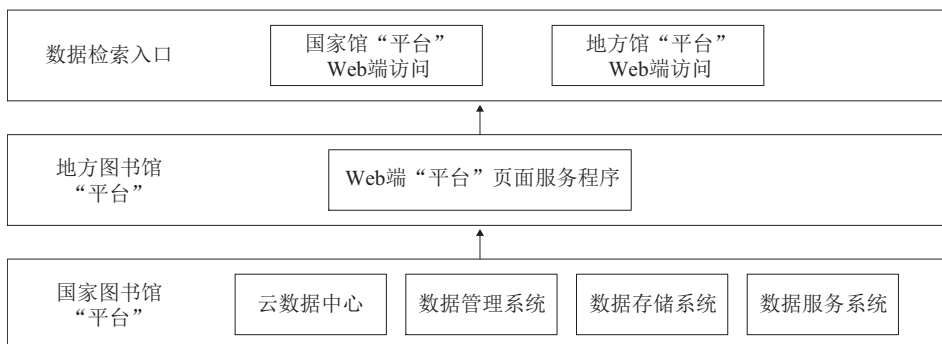 数据检索入口
国家馆“平台”
Web端访问
地方馆“平台”
Web端访问
地方图书馆
“平台”
Web端“平台”页面服务程序
国家图书馆
“平台”
云数据中心
数据管理系统
数据存储系统
数据服务系统